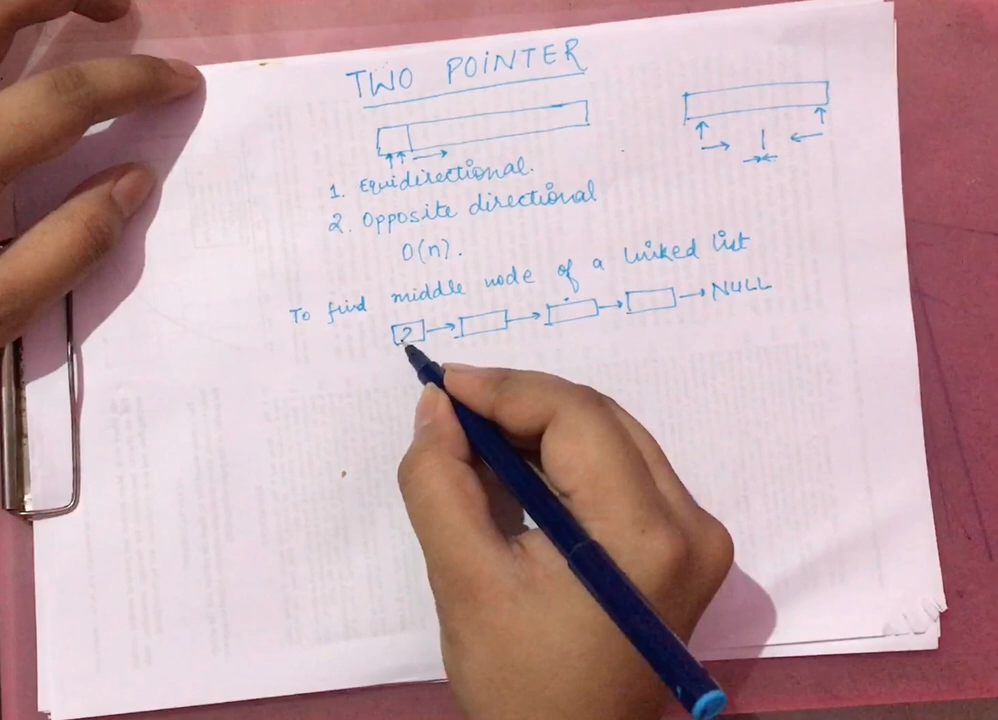 TWO POINTER
1. Equidirectional.
2. Opposite directional
O(n).
To find middle node of a linked list
2
NULL